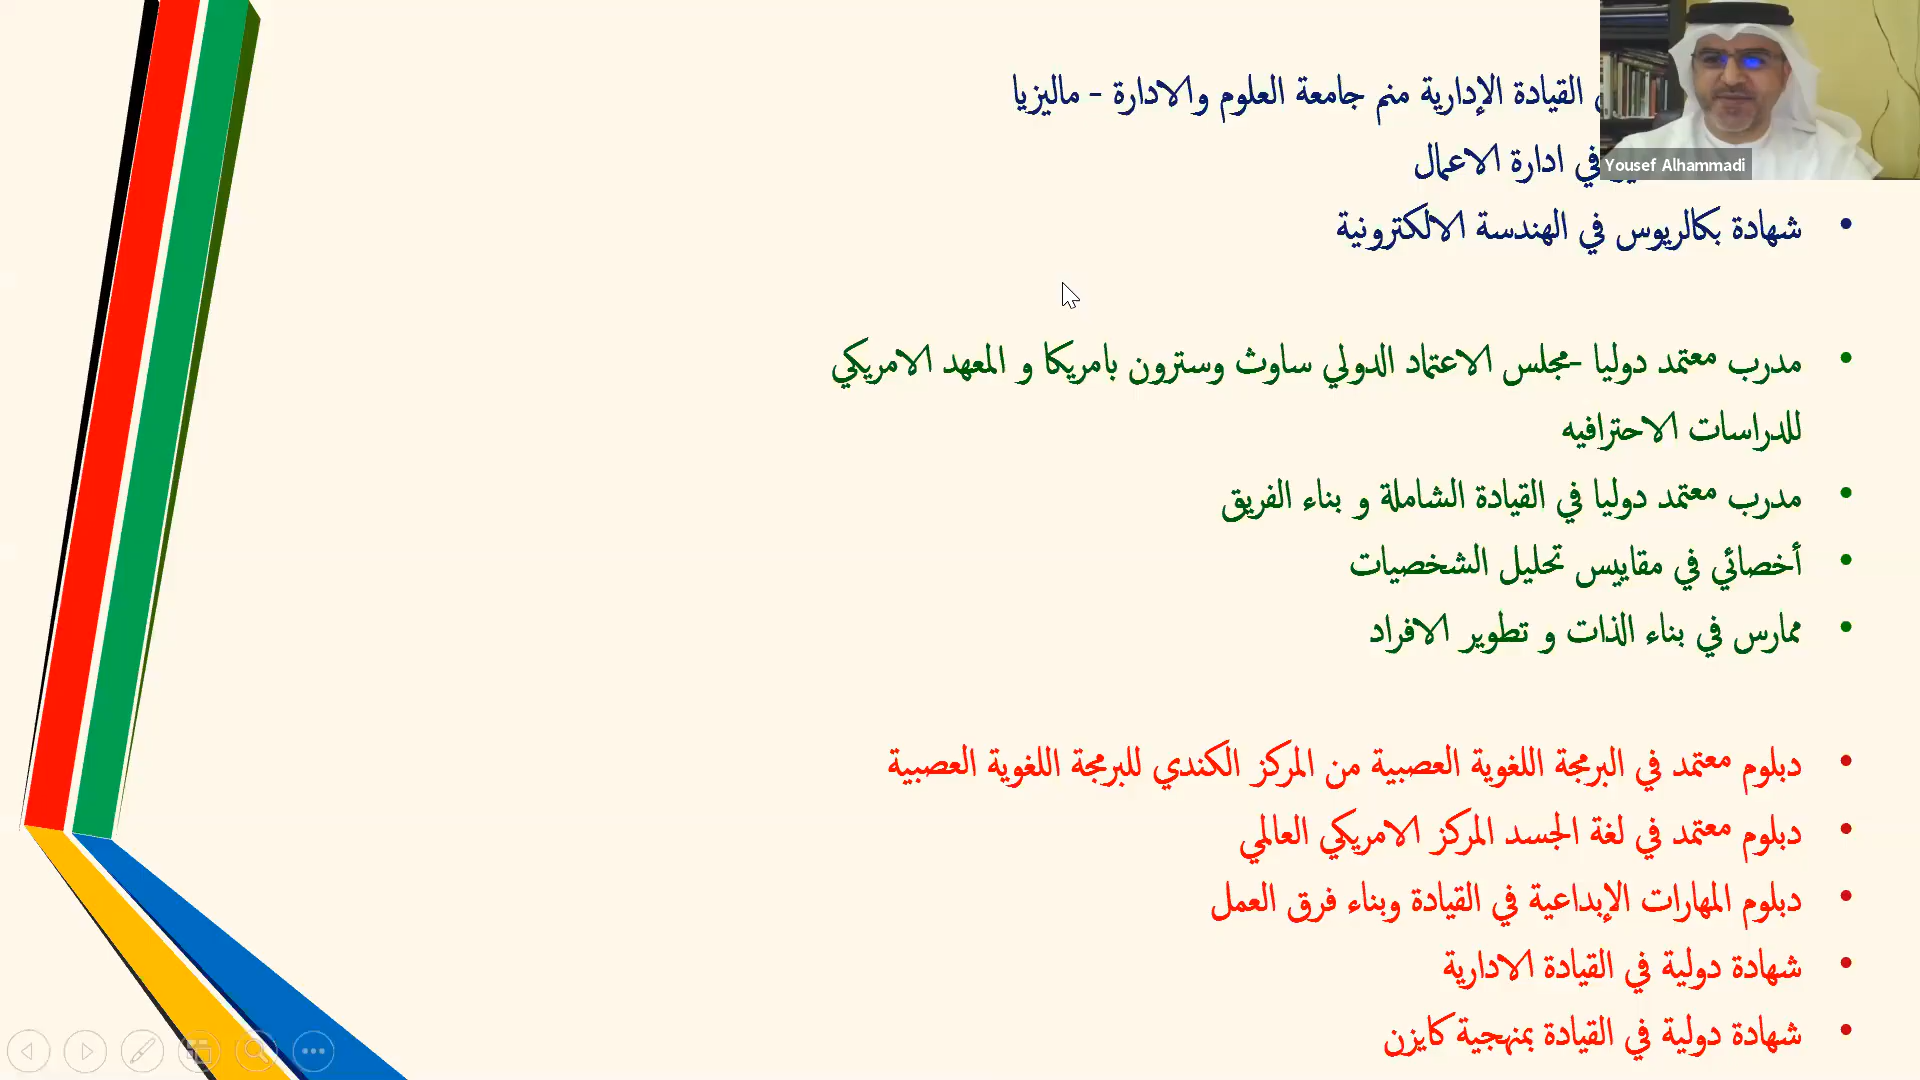 القيادة الإدارية منم جامعة العلوم والادارة - ماليزيا
في ادارة الاعمال
Yousef Alhammadi
• شهادة بكالريوس في الهندسة الالكترونية
• مدرب معتمد دوليا -مجلس الاعتماد الدولي ساوث وسترون بامريكا و المعهد الامريكي
للدراسات الاحترافيه
• مدرب معتمد دوليا في القيادة الشاملة و بناء الفريق
• أخصائي في مقاييس تحليل الشخصيات
• ممارس في بناء الذات و تطوير الافراد
• دبلوم معتمد في البرمجة اللغوية العصبية من المركز الكندي للبرمجة اللغوية العصبية
• دبلوم معتمد في لغة الجسد المركز الامريكي العالمي
• دبلوم المهارات الإبداعية في القيادة وبناء فرق العمل
• شهادة دولية في القيادة الادارية
• شهادة دولية في القيادة بمنهجية كايزن